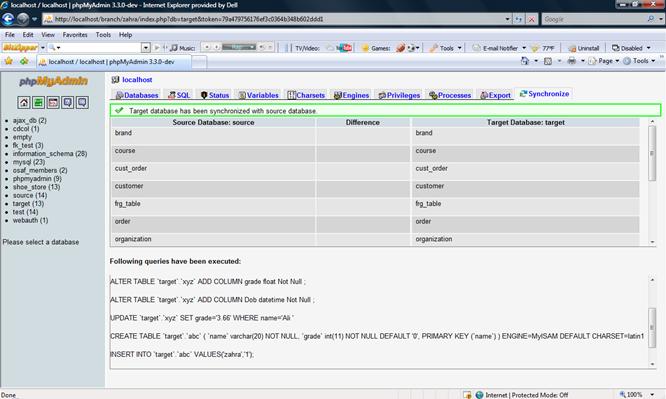 localhost / localhost | phpMyAdmin 3.3.0-dev - Internet Explorer provided by Dell
http://localhost/branch/zahra/index.php?db=target&token=79a479756176ef3c0364b348b602ddd1
File Edit View Favorites Tools Help
BitZipper Music: TV/Video: Tools Games: Tools E-mail Notifier 77°F Uninstall Disabled
localhost / localhost | phpMyAdmin 3.3.0-dev Page Tools
phpMyAdmin
ajax_db (2)
cdcol (1)
empty
fk_test (3)
information_schema (28)
mysql (23)
osaf_members (2)
phpmyadmin (9)
shoe_store (13)
source (14)
target (13)
test (14)
webauth (1)
Please select a database
localhost
Databases SQL Status Variables Charsets Engines Privileges Processes Export Synchronize
Target database has been synchronized with source database.
Source Database: source Difference Target Database: target
brand brand
course course
cust_order cust_order
customer customer
frg_table frg_table
order order
organization organization
Following queries have been executed:
ALTER TABLE `target`.`xyz` ADD COLUMN grade float Not Null ;
ALTER TABLE `target`.`xyz` ADD COLUMN Dob datetime Not Null ;
UPDATE `target`.`xyz` SET grade='3.66' WHERE name='Ali '
CREATE TABLE `target`.`abc` ( `name` varchar(20) NOT NULL, `grade` int(11) NOT NULL DEFAULT '0', PRIMARY KEY (`name`) ) ENGINE=MyISAM DEFAULT CHARSET=latin1
INSERT INTO `target`.`abc` VALUES('zahra','1');
Done Internet | Protected Mode: Off 100%